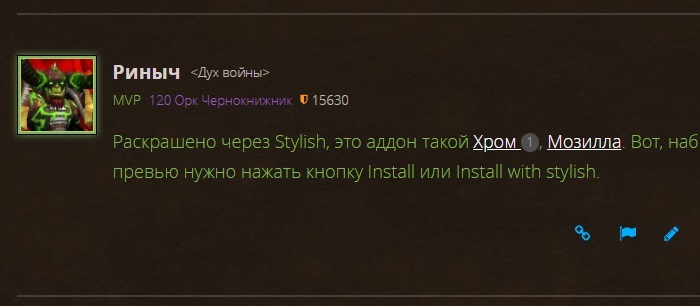 Риныч <Дух войны>
MVP 120 Орк Чернокнижник 15630
Раскрашено через Stylish, это аддон такой Хром 1, Мозилла. Вот, наб
превью нужно нажать кнопку Install или Install with stylish.